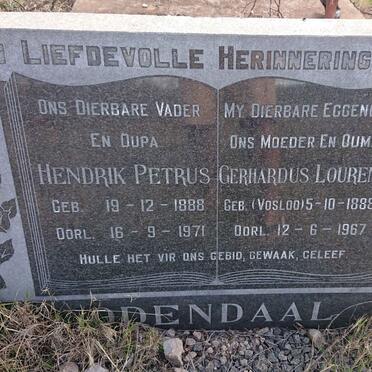 LIEFDEVOLLE HERINNERING
ONS DIERBARE VADER
EN OUPA
HENDRIK PETRUS
GEB. 19-12-1888
OORL. 16-9-1971
MY DIERBARE EGGENO
ONS MOEDER EN OUMA
GERHARDUS LOUREN
GEB. (VOSLOO) 5-10-1889
OORL. 12-6-1967
HULLE HET VIR ONS GEBID, GEWAAK, GELEEF.
ODENDAAL